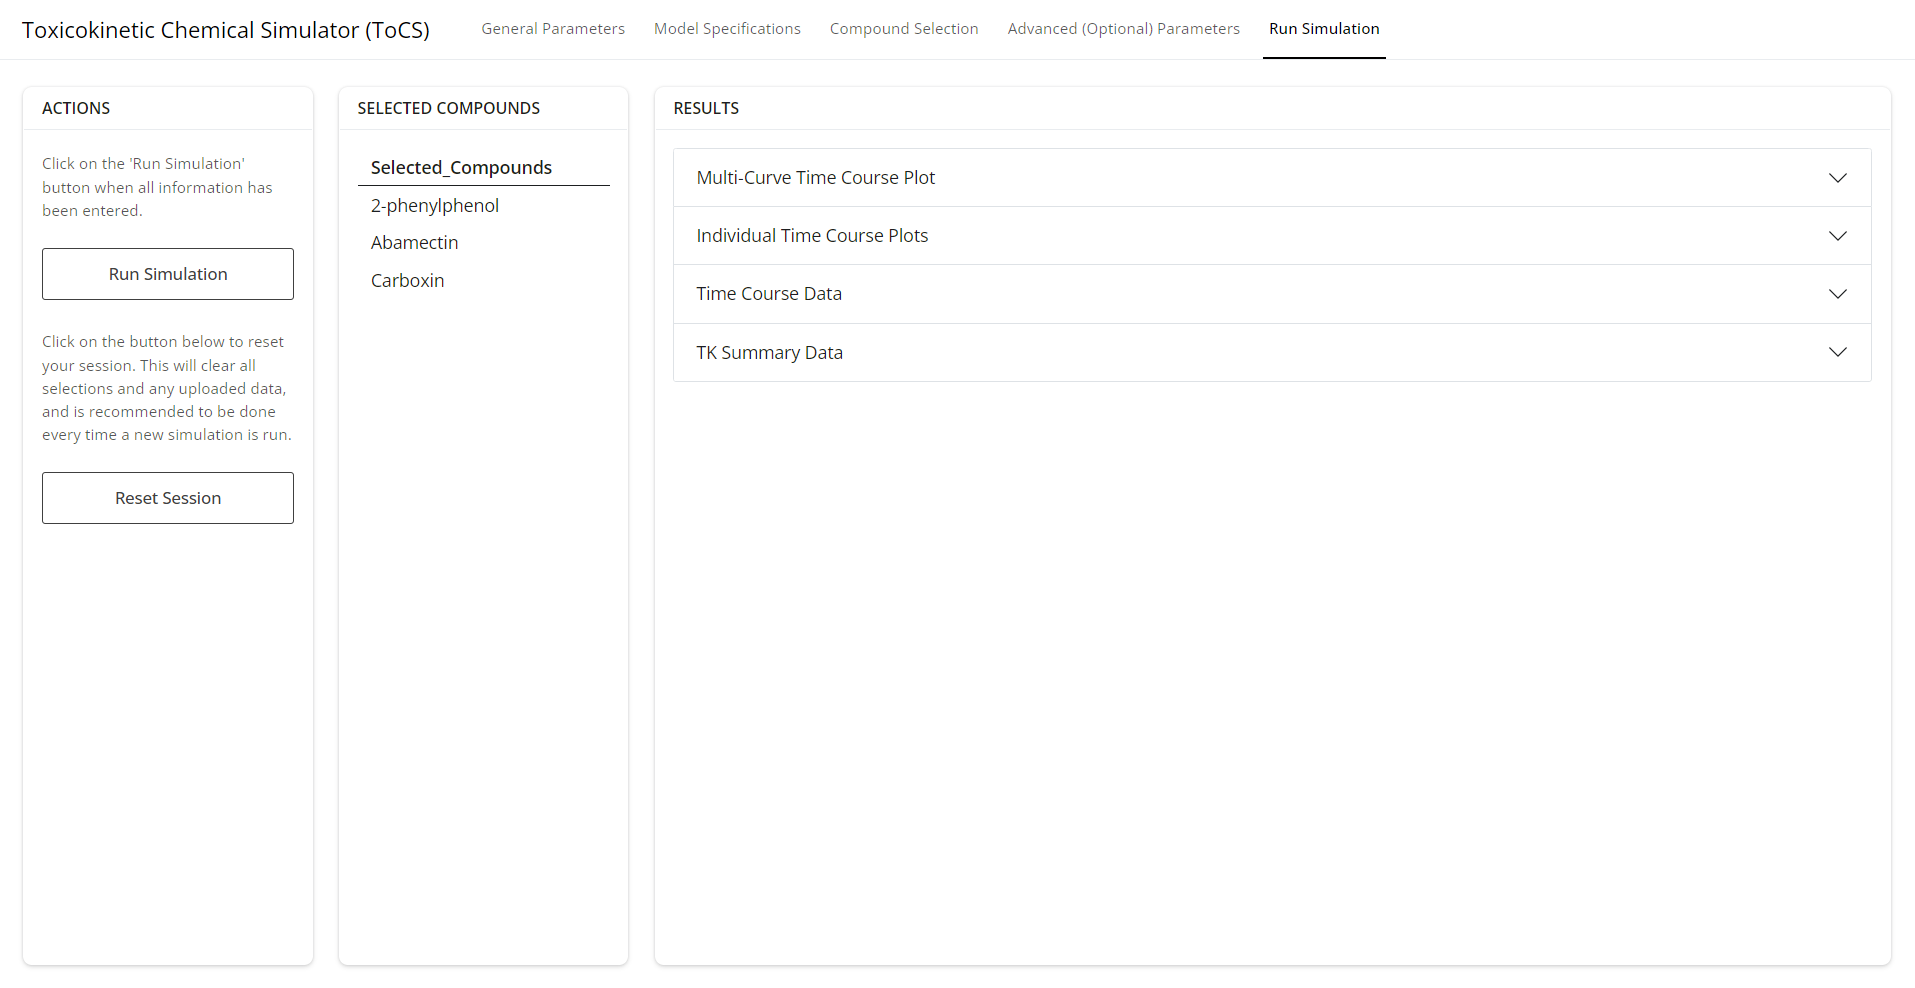 Toxicokinetic Chemical Simulator (ToCS)
General Parameters
Model Specifications
Compound Selection
Advanced (Optional) Parameters
Run Simulation
ACTIONS
Click on the 'Run Simulation'
button when all information has
been entered.
Run Simulation
Click on the button below to reset
your session. This will clear all
selections and any uploaded data,
and is recommended to be done
every time a new simulation is run.
Reset Session
SELECTED COMPOUNDS
Selected_Compounds
2-phenylphenol
Abamectin
Carboxin
RESULTS
Multi-Curve Time Course Plot
Individual Time Course Plots
Time Course Data
TK Summary Data